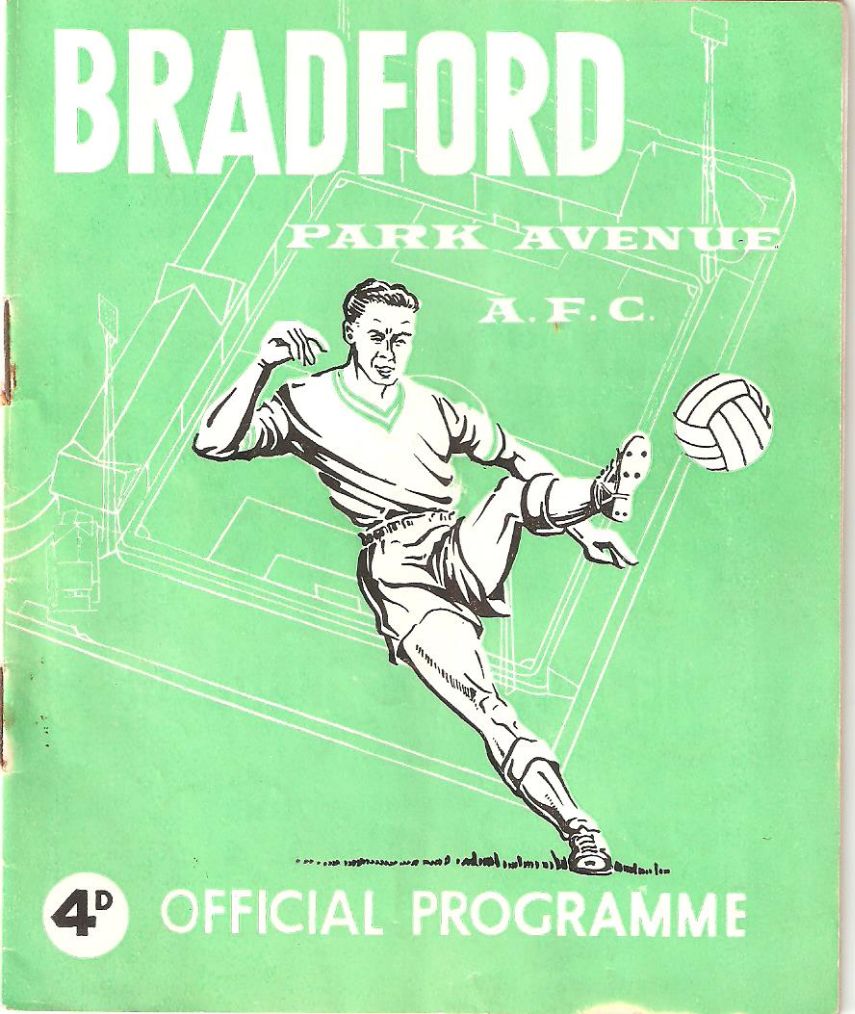 BRADFORD
PARK AVENUE
A.F.C.
4D OFFICIAL PROGRAMME